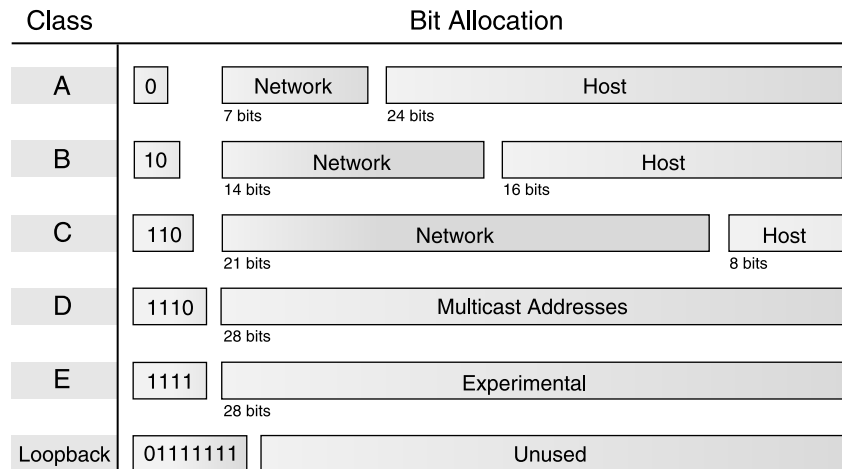 Class Bit Allocation
A 0 Network Host
7 bits 24 bits
B 10 Network Host
14 bits 16 bits
C 110 Network Host
21 bits 8 bits
D 1110 Multicast Addresses
28 bits
E 1111 Experimental
28 bits
Loopback 01111111 Unused